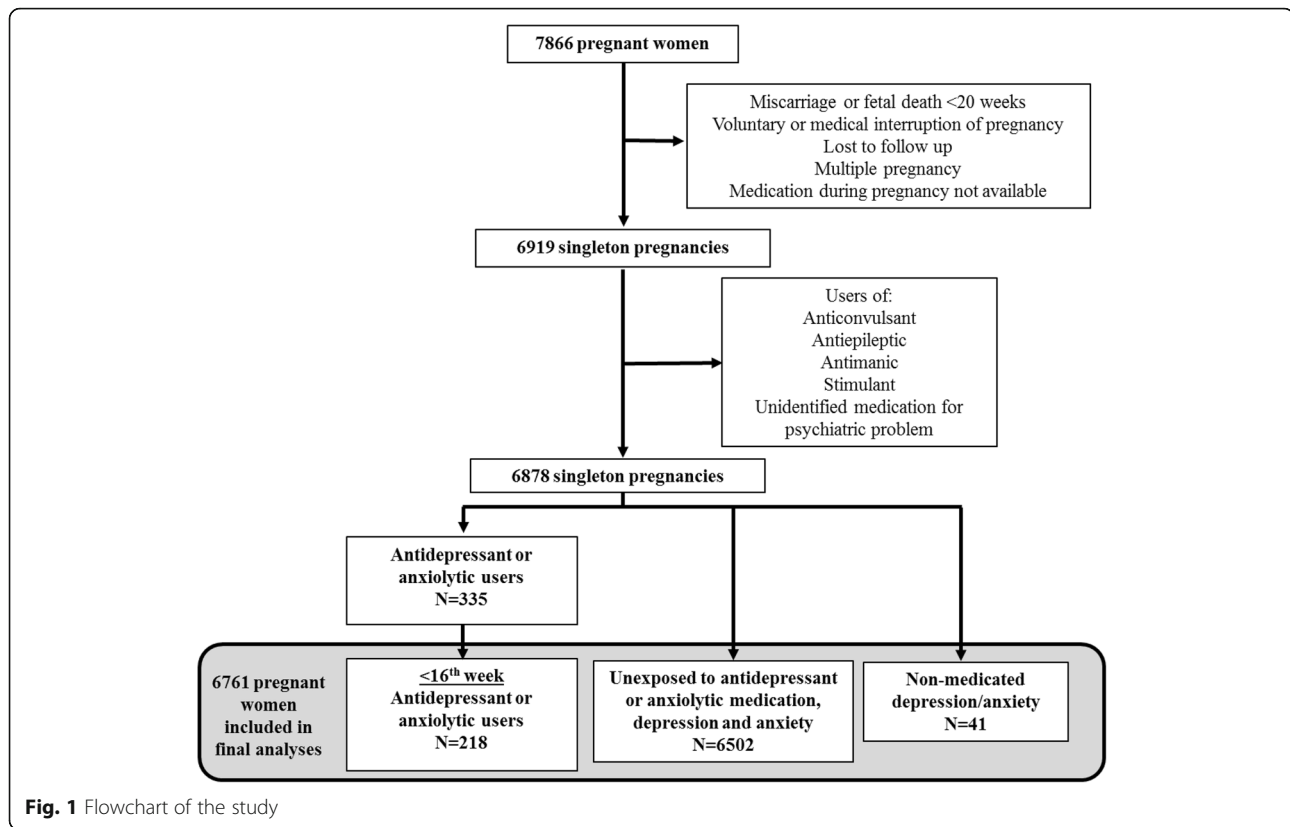 7866 pregnant women
Miscarriage or fetal death <20 weeks
Voluntary or medical interruption of pregnancy
Lost to follow up
Multiple pregnancy
Medication during pregnancy not available
6919 singleton pregnancies
Users of:
Anticonvulsant
Antiepileptic
Antimanic
Stimulant
Unidentified medication for
psychiatric problem
6878 singleton pregnancies
Antidepressant or
anxiolytic users
N=335
6761 pregnant
women
included in
final analyses
<16th week
Antidepressant or
anxiolytic users
N=218
Unexposed to antidepressant
or anxiolytic medication,
depression and anxiety
N=6502
Non-medicated
depression/anxiety
N=41
Fig. 1 Flowchart of the study